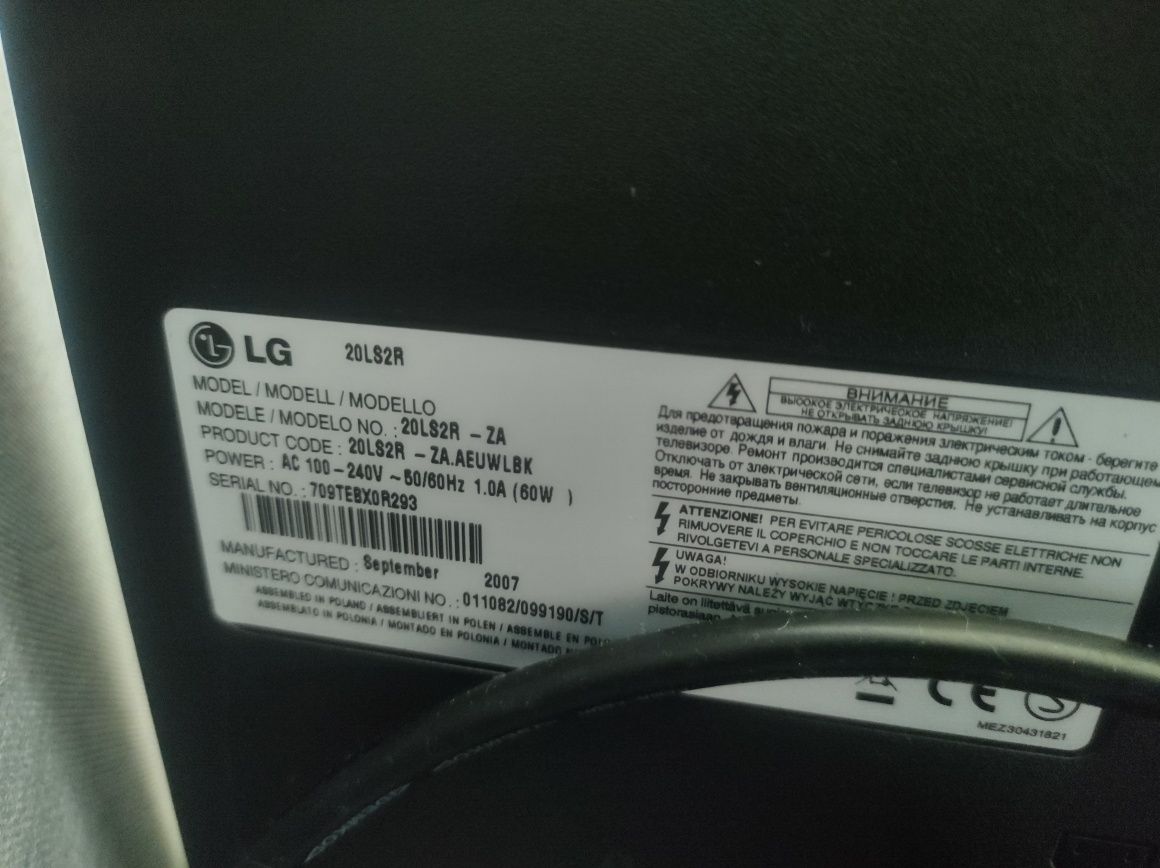 LG 20LS2R
MODEL / MODELL / MODELLO
MODELE / MODELO NO. : 20LS2R - ZA
PRODUCT CODE : 20LS2R - ZA.AEUWLBK
POWER : AC 100-240V ~ 50/60Hz 1.0A (60W )
SERIAL NO. : 709TEBX0R293
MANUFACTURED : September 2007
MINISTERO COMUNICAZIONI NO. : 011082/099190/S/T
ASSEMBLED IN POLAND / ASSEMBLIERT IN POLEN / ASSEMBLE EN
ASSEMBLATO IN POLONIA / MONTADO EN POLONIA / MONTADO
ВНИМАНИЕ
ВЫСОКОЕ ЭЛЕКТРИЧЕСКОЕ НАПРЯЖЕНИЕ!
НЕ ОТКРЫВАТЬ ЗАДНЮЮ КРЫШКУ!
Для предотвращения пожара и поражения электрическим током - берегите
изделие от дождя и влаги. Не снимайте заднюю крышку при работающем
телевизоре. Ремонт производится специалистами сервисной службы.
Отключать от электрической сети, если телевизор не работает длительное
время. Не закрывать вентиляционные отверстия. Не устанавливать на корпус
посторонние предметы.
ATTENZIONE! PER EVITARE PERICOLOSE SCOSSE ELETTRICHE NON
RIMUOVERE IL COPERCHIO E NON TOCCARE LE PARTI INTERNE.
RIVOLGETEVI A PERSONALE SPECIALIZZATO.
UWAGA!
W ODBIORNIKU WYSOKIE NAPIĘCIE ! PRZED ZDJĘCIEM
POKRYWY NALEŻY WYJĄĆ
Laite on liitettävä
pistorasiaan.
CE S
MEZ30431821